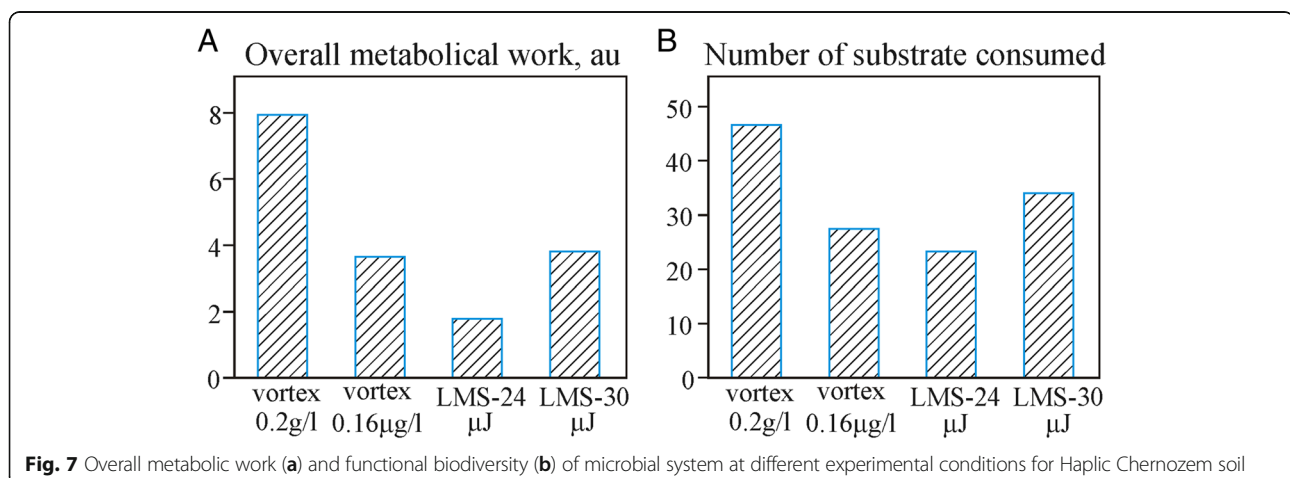 A
Overall metabolical work, au
8
6
4
2
0
vortex
0.2g/l
vortex
0.16µg/l
LMS-24
µJ
LMS-30
µJ
B
Number of substrate consumed
50
40
30
20
10
0
vortex
0.2g/l
vortex
0.16µg/l
LMS-24
µJ
LMS-30
µJ
Fig. 7 Overall metabolic work (a) and functional biodiversity (b) of microbial system at different experimental conditions for Haplic Chernozem soil